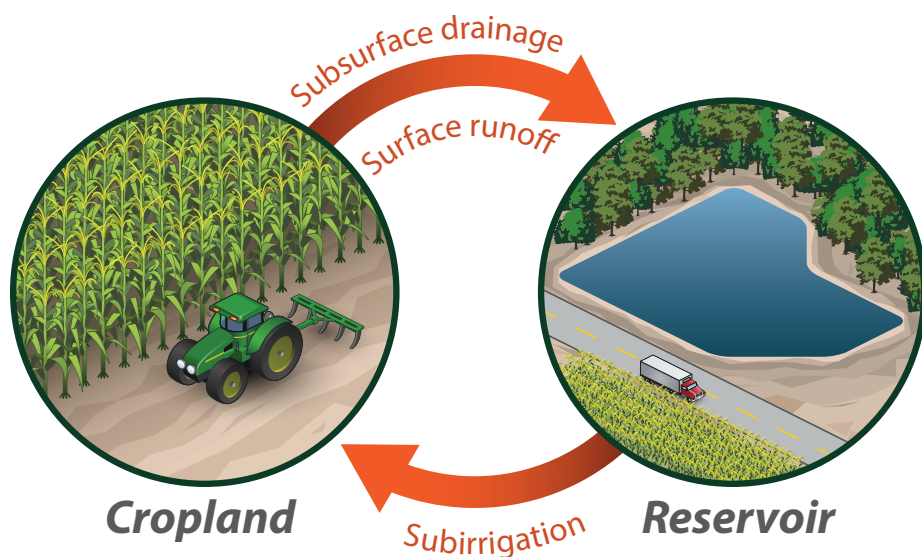 Subsurface drainage
Surface runoff
Cropland
Reservoir
Subirrigation